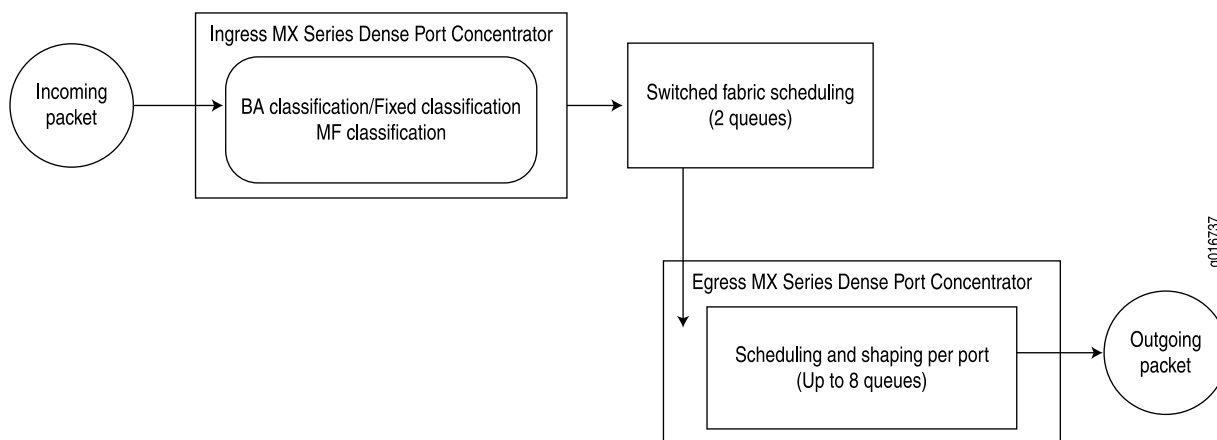 Ingress MX Series Dense Port Concentrator
Incoming
packet
BA classification/Fixed classification
MF classification
Switched fabric scheduling
(2 queues)
g016737
Egress MX Series Dense Port Concentrator
Scheduling and shaping per port
(Up to 8 queues)
Outgoing
packet